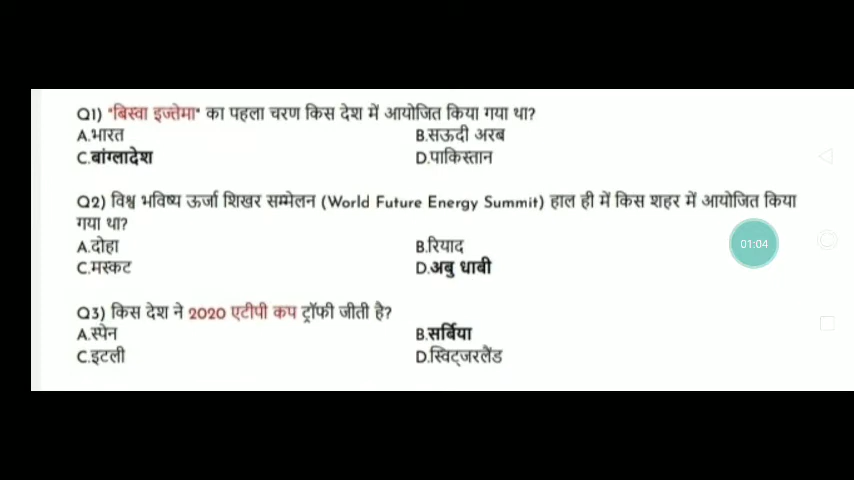 Q1) "बिस्वा इज्तेमा" का पहला चरण किस देश में आयोजित किया गया था?
A.भारत B.सऊदी अरब
C.बांग्लादेश D.पाकिस्तान
Q2) विश्व भविष्य ऊर्जा शिखर सम्मेलन (World Future Energy Summit) हाल ही में किस शहर में आयोजित किया
गया था?
A.दोहा B.रियाद
C.मस्कट D.अबु धाबी
01:04
Q3) किस देश ने 2020 एटीपी कप ट्रॉफी जीती है?
A.स्पेन B.सर्बिया
C.इटली D.स्विट्जरलैंड